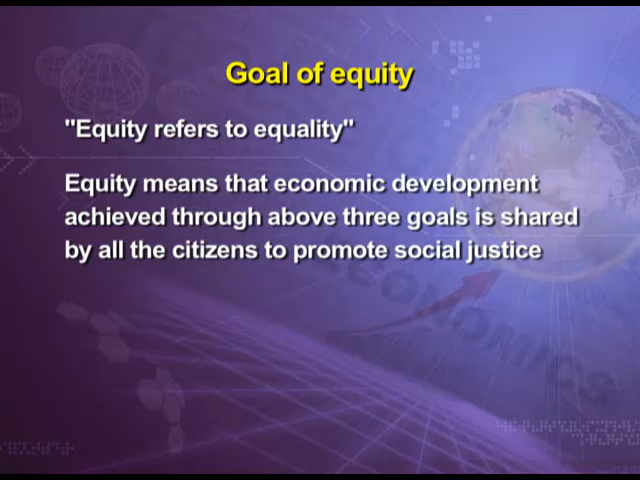 Goal of equity
"Equity refers to equality"
Equity means that economic development
achieved through above three goals is shared
by all the citizens to promote social justice
ECONOMICS